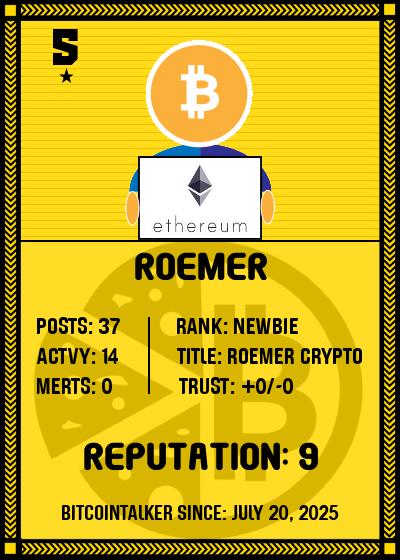 5
ethereum
ROEMER
POSTS: 37
ACTVY: 14
MERTS: 0
RANK: NEWBIE
TITLE: ROEMER CRYPTO
TRUST: +0/-0
REPUTATION: 9
BITCOINTALKER SINCE: JULY 20, 2025